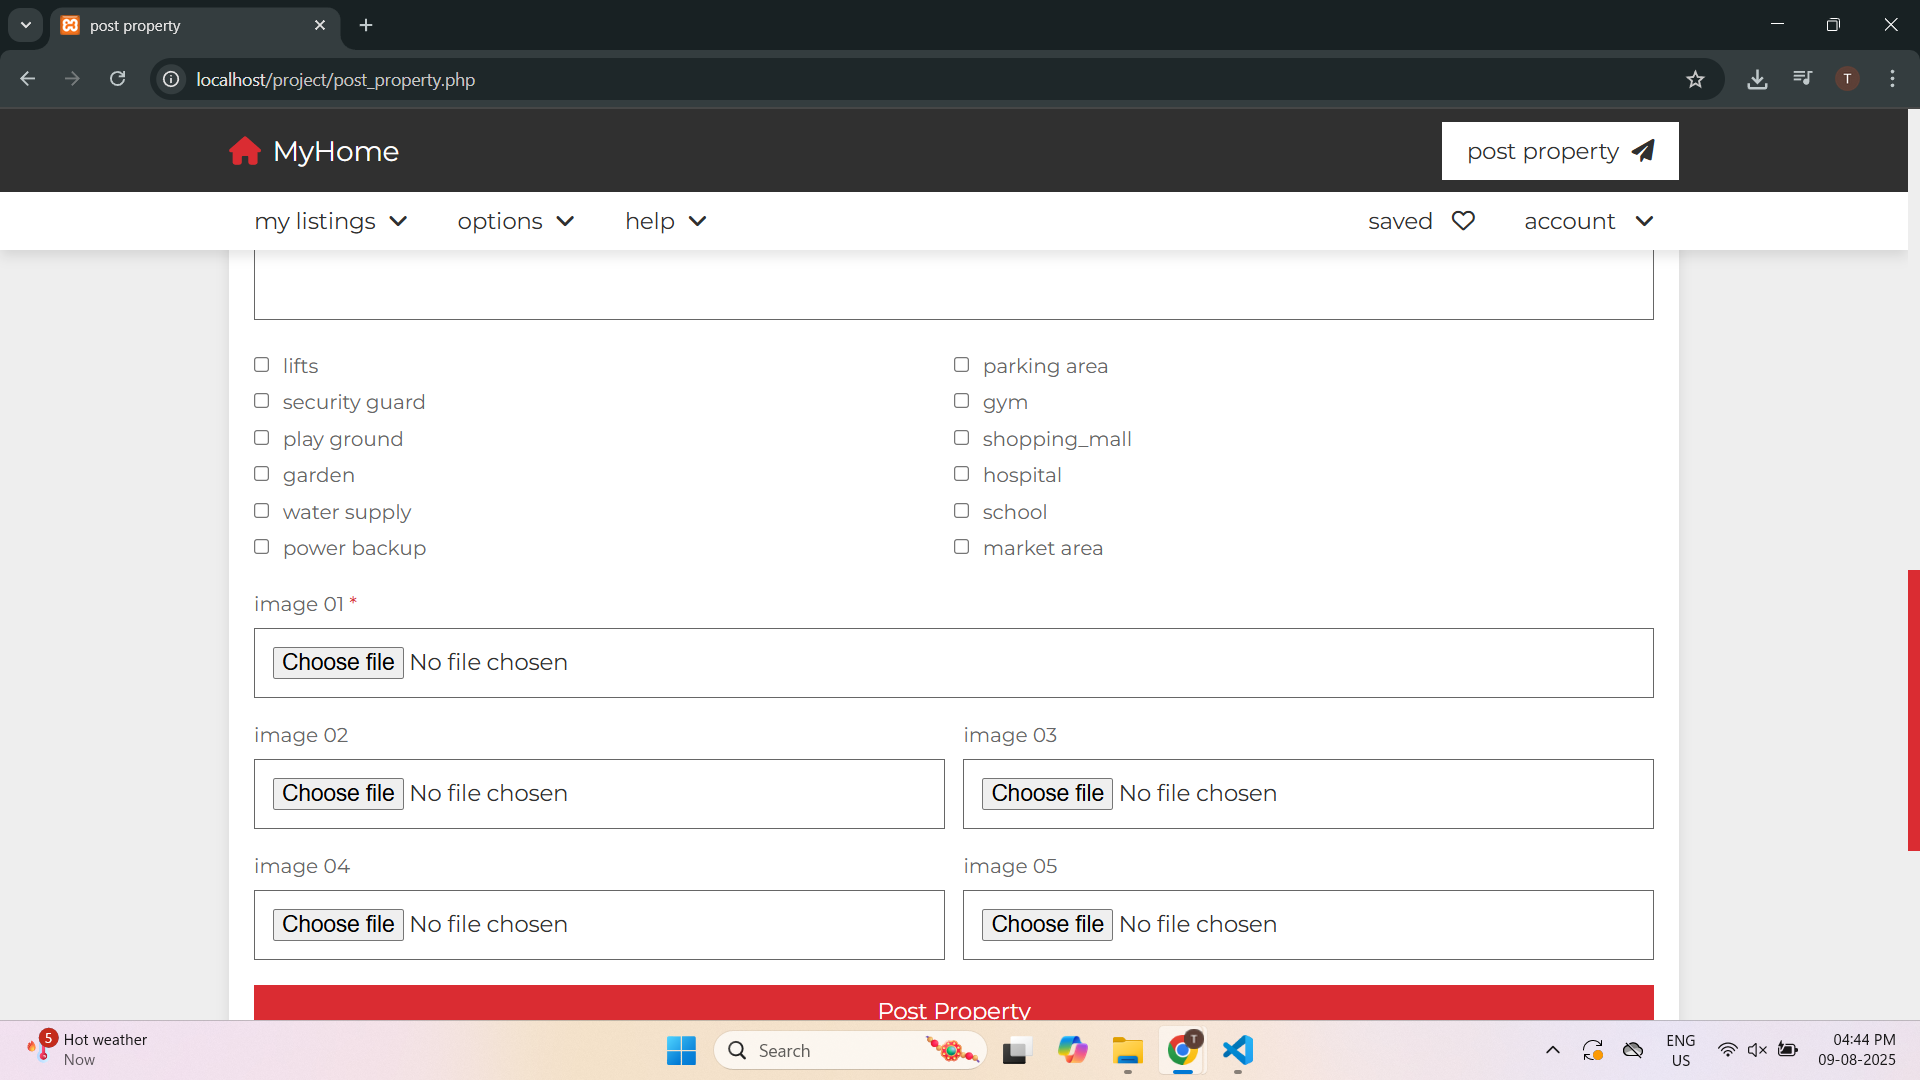 post property
localhost/project/post_property.php
T
MyHome
post property
my listings
options
help
saved
account
lifts
parking area
security guard
gym
play ground
shopping_mall
garden
hospital
water supply
school
power backup
market area
image 01 *
Choose file No file chosen
image 02
image 03
Choose file No file chosen
Choose file No file chosen
image 04
image 05
Choose file No file chosen
Choose file No file chosen
Post Property
5
Hot weather
Now
Search
T
ENG
US
04:44 PM
09-08-2025